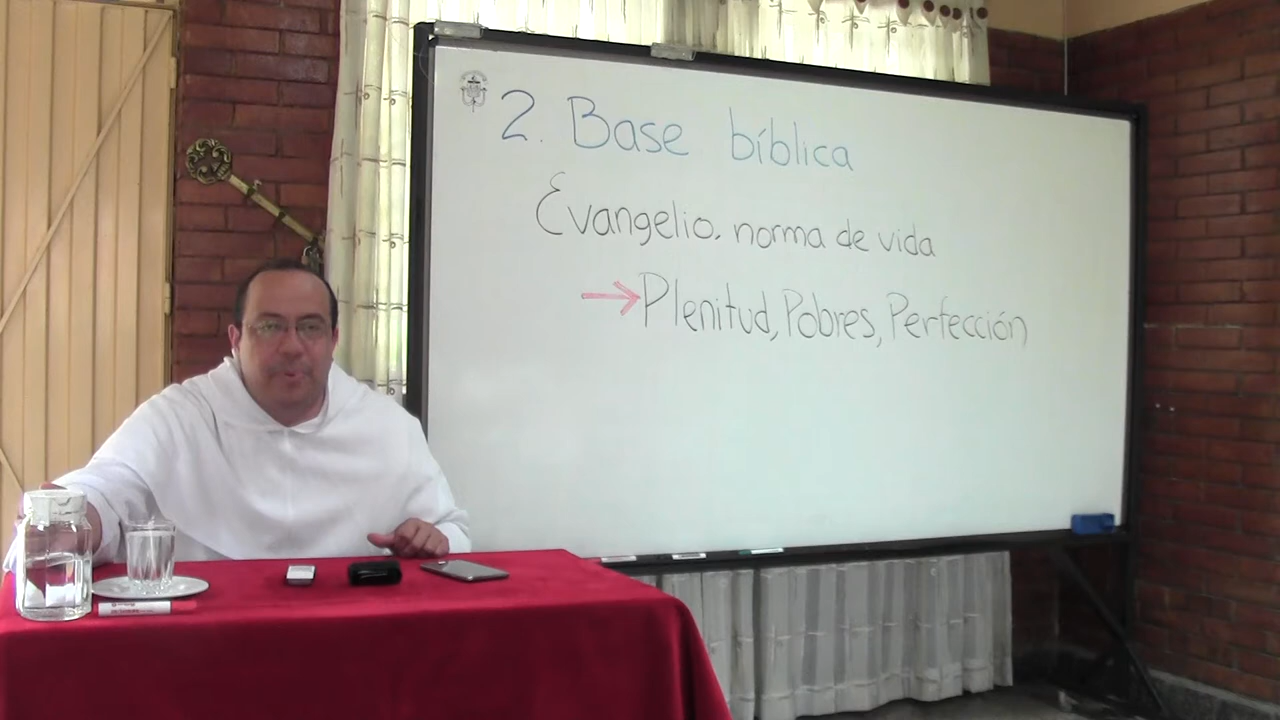 2. Base bíblica
Evangelio, norma de vida
→ Plenitud, Pobres, Perfección